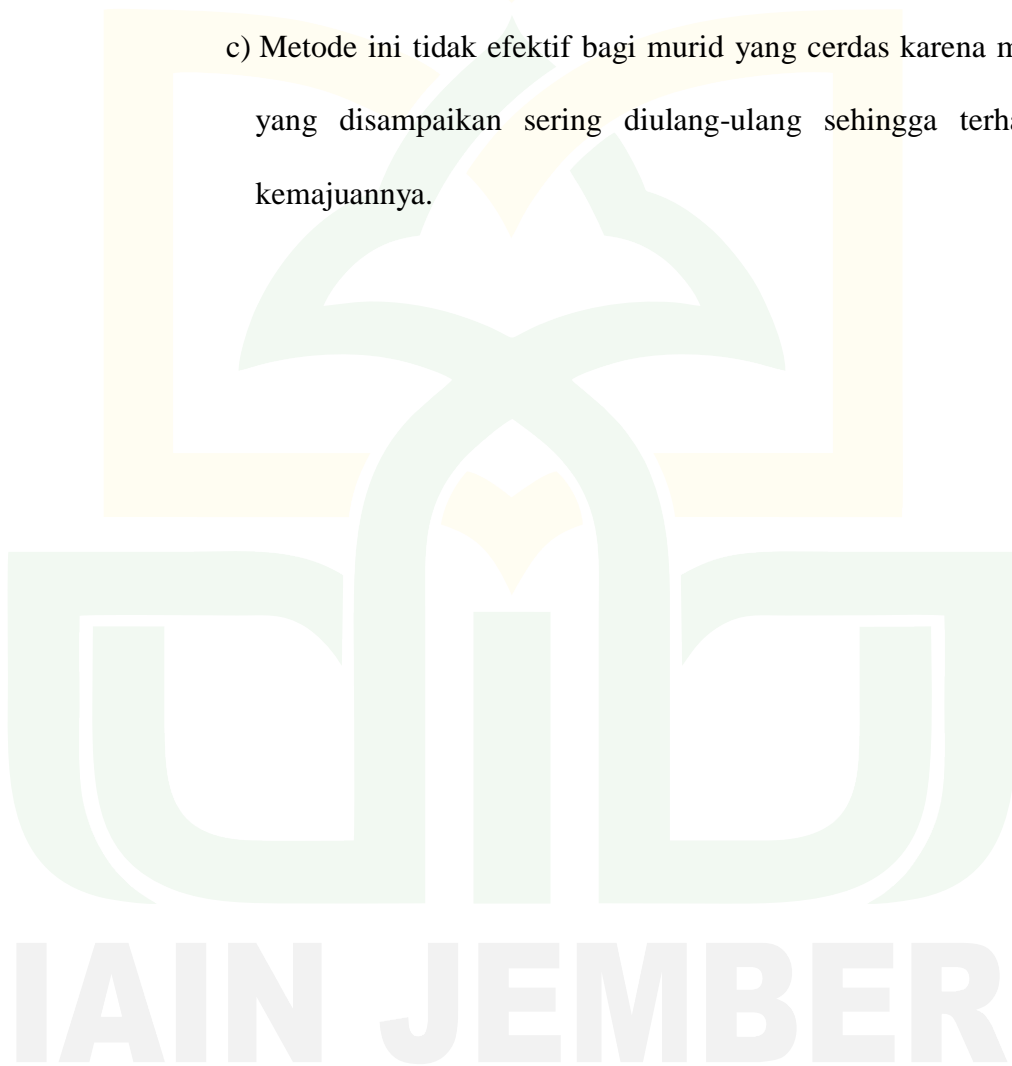 c) Metode ini tidak efektif bagi murid yang cerdas karena
yang disampaikan sering diulang-ulang sehingga
kemajuannya.
IAIN JEMBER